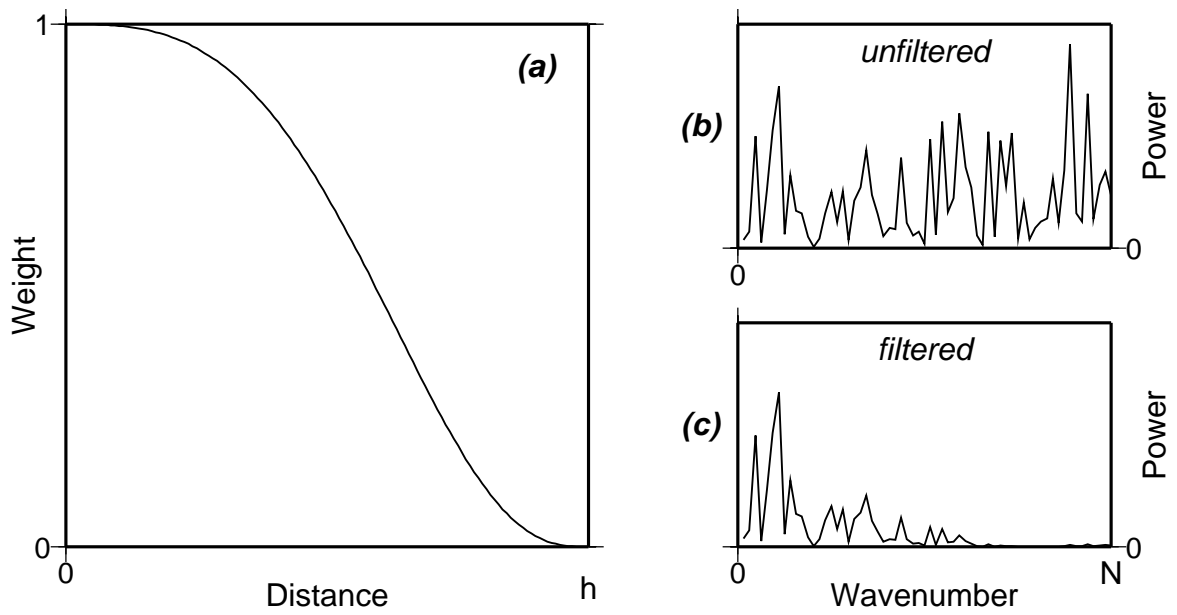 1
(a)
Weight
0
0
Distance
h
unfiltered
(b)
Power
0
0
filtered
(c)
Power
0
0
Wavenumber
N